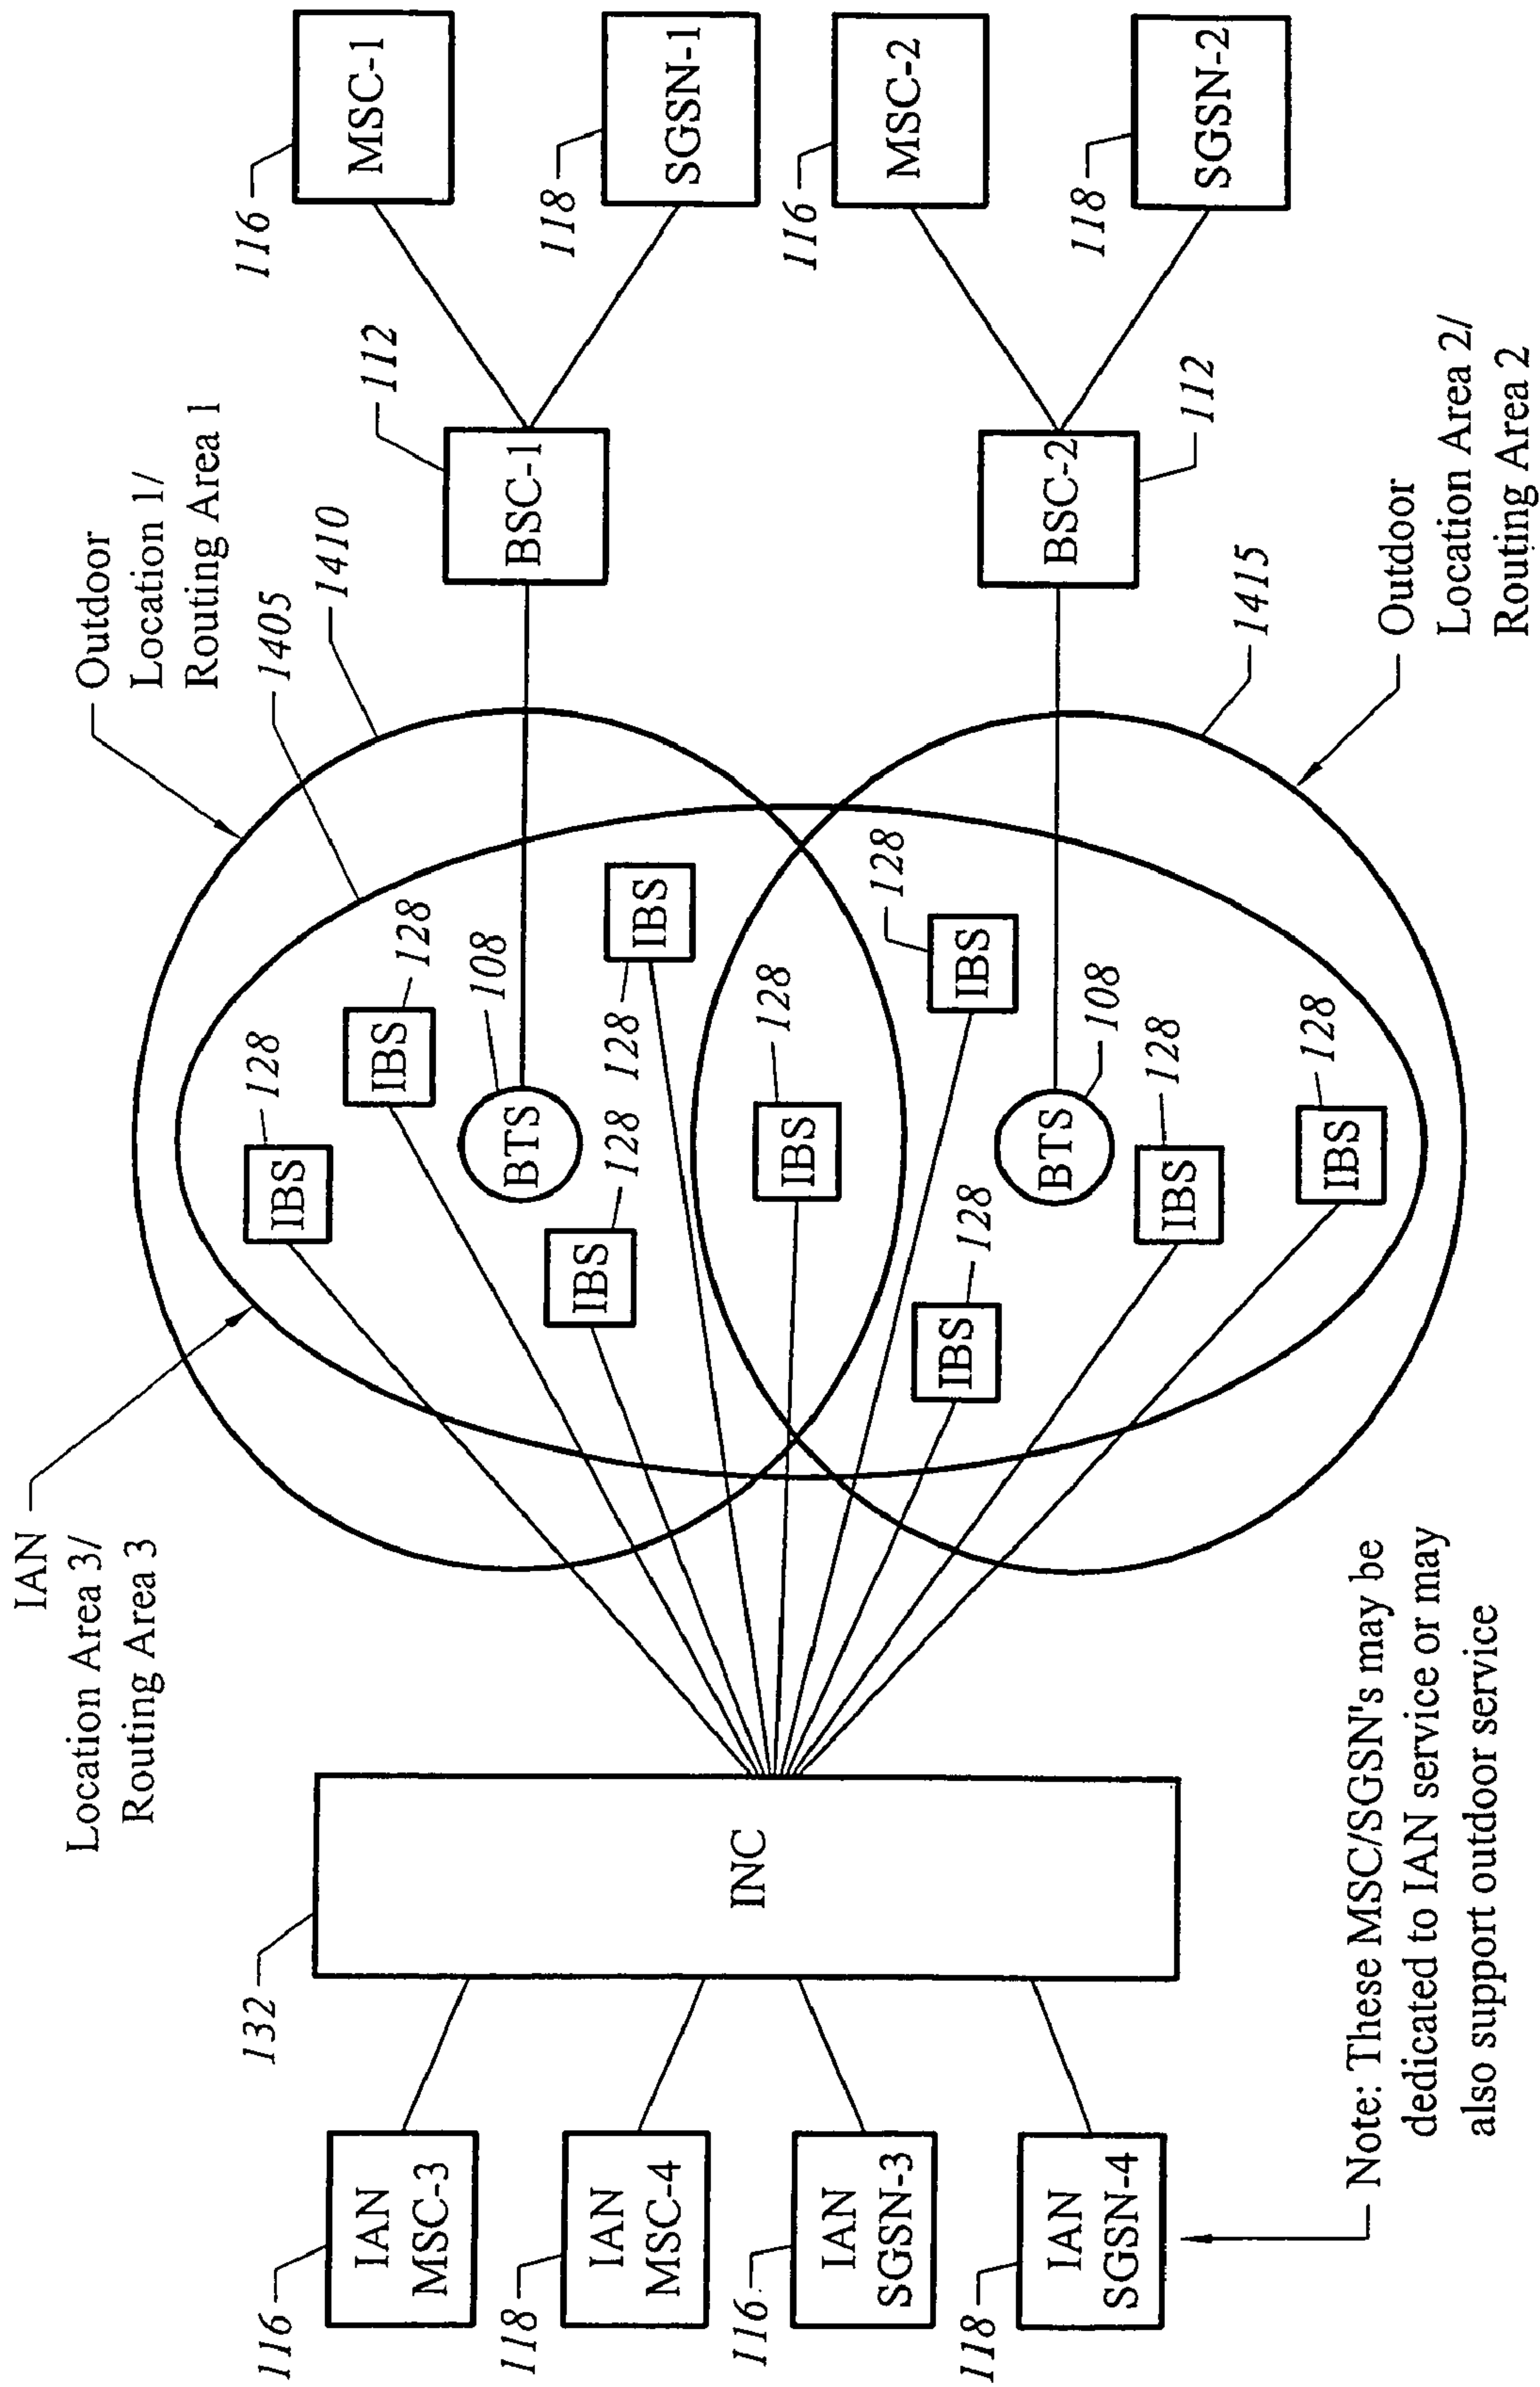 116
IAN
MSC-3
118
IAN
MSC-4
116
IAN
SGSN-3
118
IAN
SGSN-4
132
INC
Note: These MSC/SGSN's may be
dedicated to IAN service or may
also support outdoor service
IAN
Location Area 3/
Routing Area 3
Outdoor
Location 1/
Routing Area 1
1405
1410
IBS
128
IBS
128
BTS
108
IBS
128
IBS
128
IBS
128
IBS
128
IBS
128
BTS
108
IBS
128
IBS
128
1415
Outdoor
Location Area 2/
Routing Area 2
BSC-1
112
BSC-2
112
116
MSC-1
118
SGSN-1
116
MSC-2
118
SGSN-2